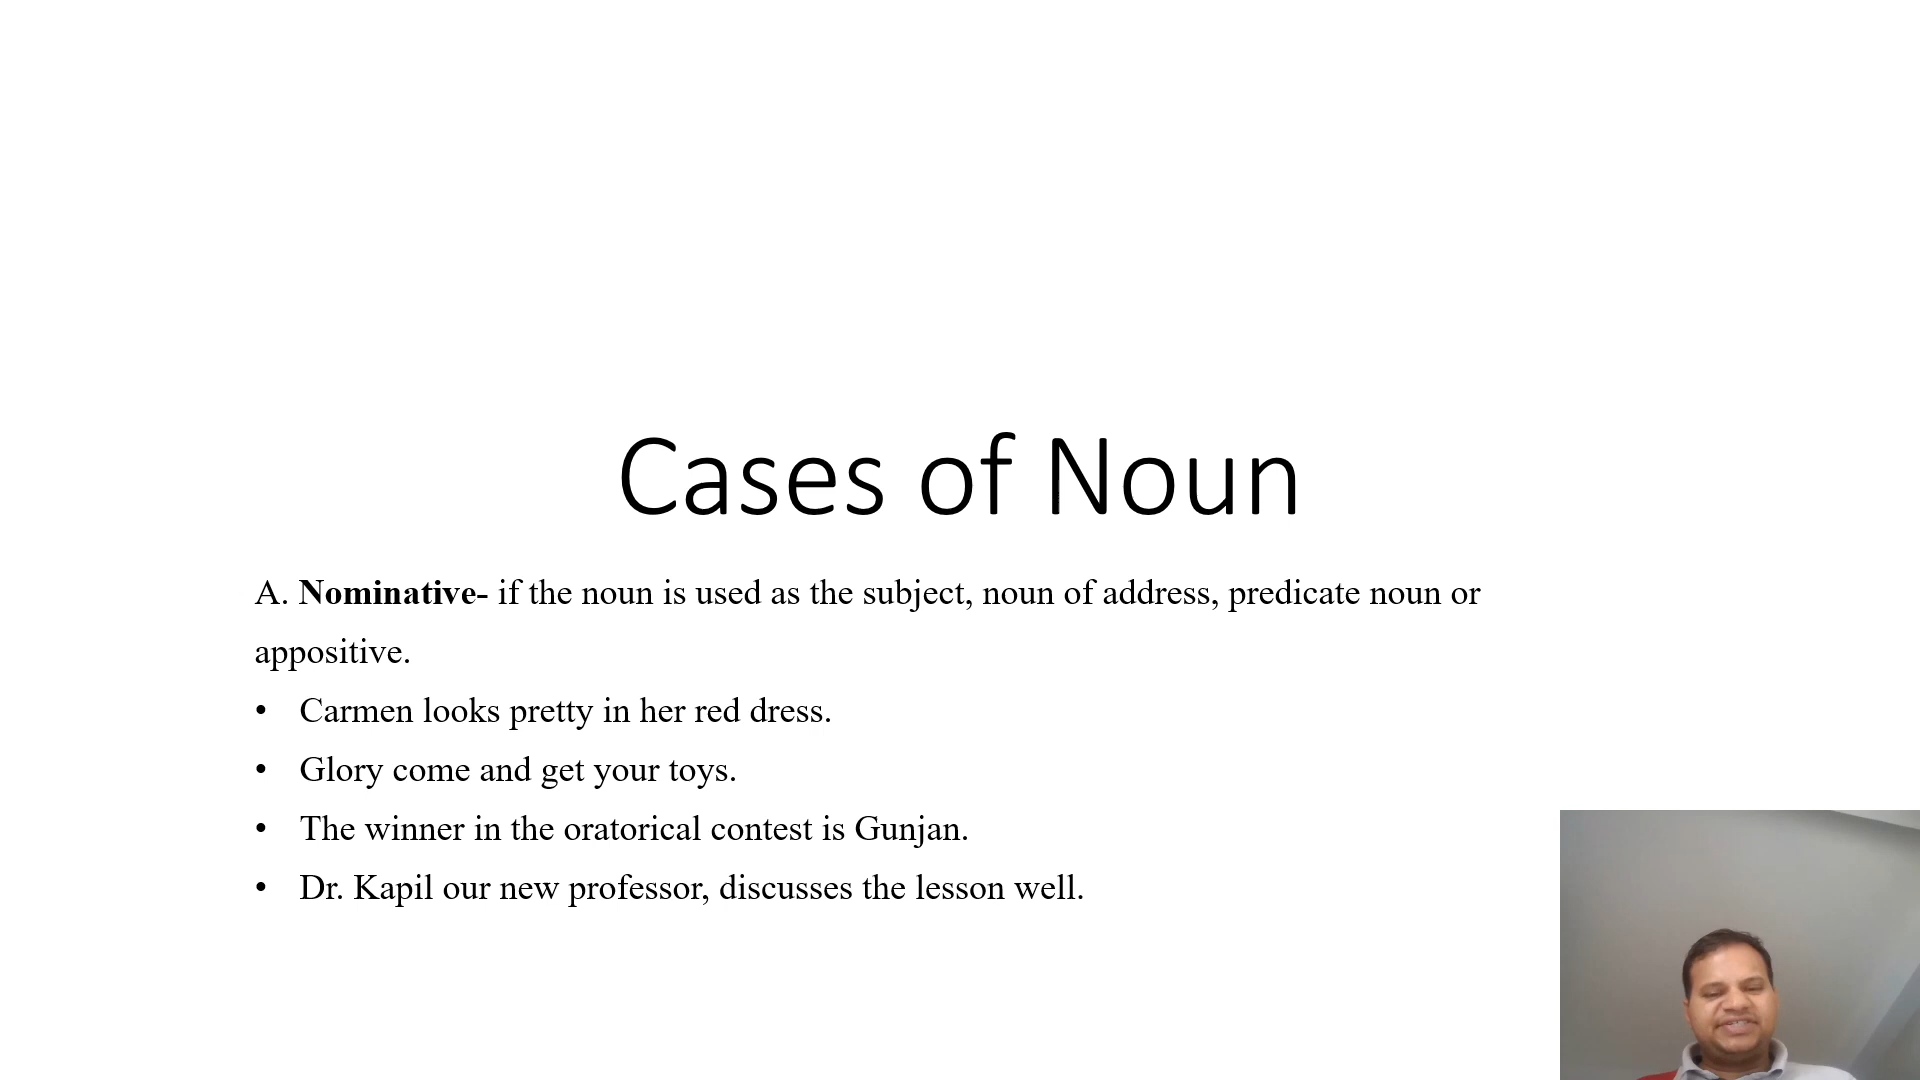 Cases of Noun
A. Nominative- if the noun is used as the subject, noun of address, predicate noun or
appositive.
• Carmen looks pretty in her red dress.
• Glory come and get your toys.
• The winner in the oratorical contest is Gunjan.
• Dr. Kapil our new professor, discusses the lesson well.